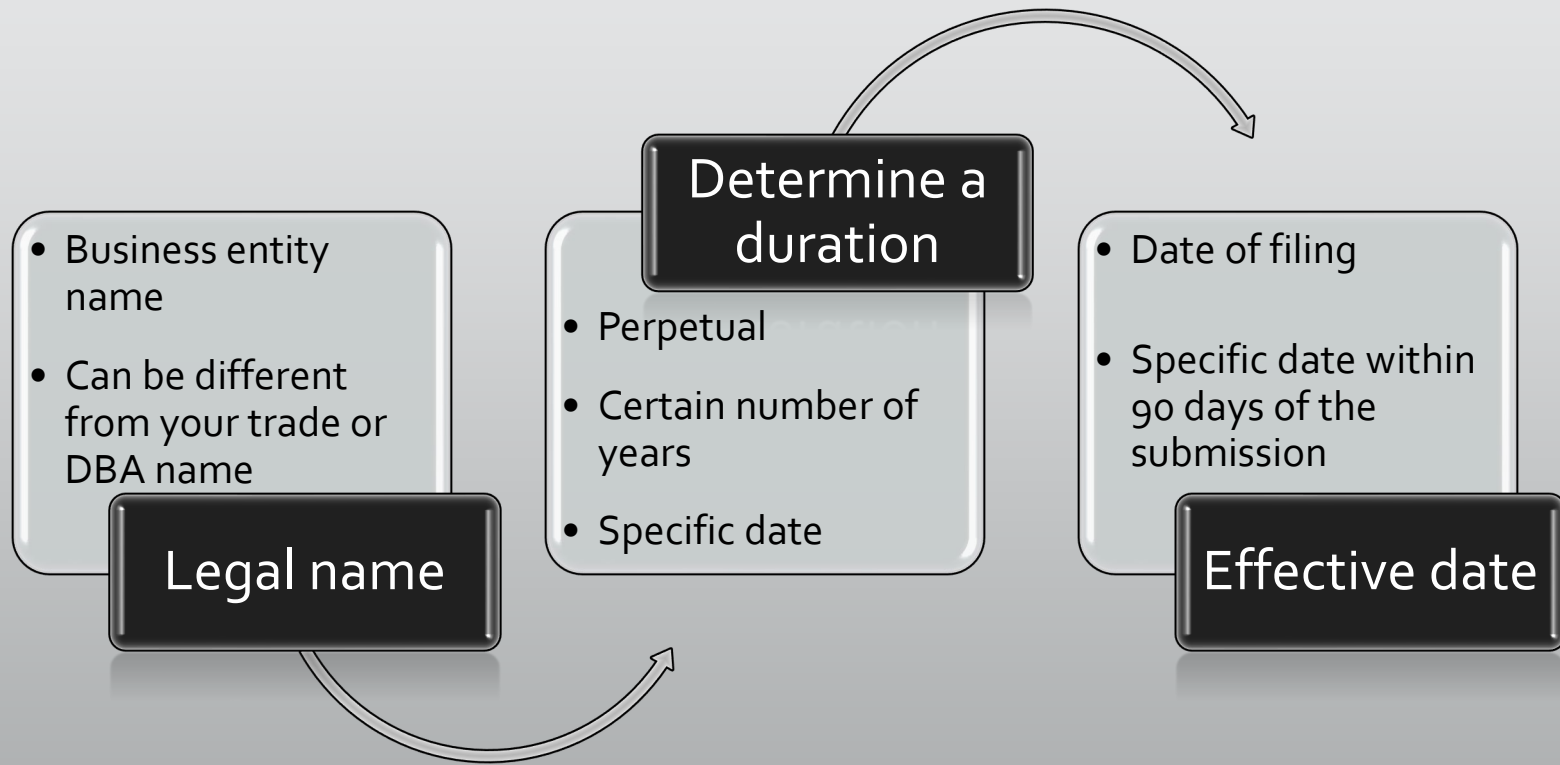 • Business entity
name
• Can be different
from your trade or
DBA name
Legal name
Determine a
duration
• Perpetual
• Certain number of
years
• Specific date
• Date of filing
• Specific date within
90 days of the
submission
Effective date